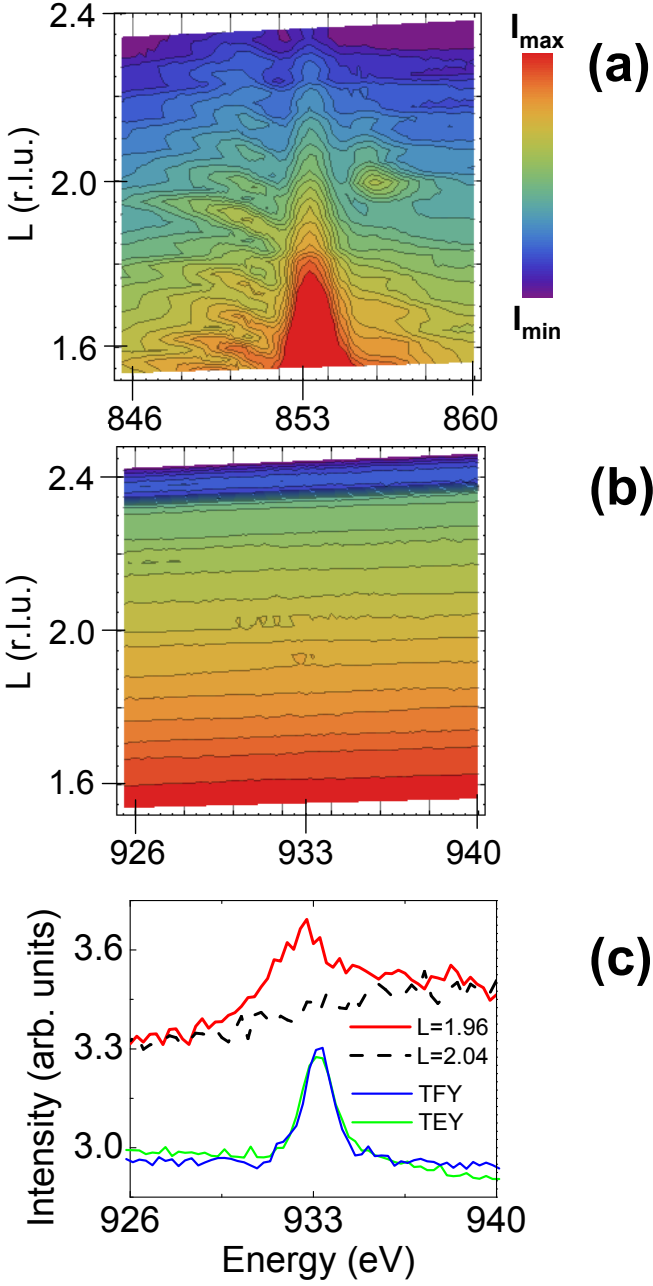 2.4
I max
(a)
L (r.l.u.)
2.0
1.6
I min
846
853
860
(b)
2.4
L (r.l.u.)
2.0
1.6
926
933
940
(c)
Intensity (arb. units)
3.6
3.3
3.0
L=1.96
L=2.04
TFY
TEY
926
933
940
Energy (eV)